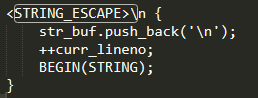 <STRING_ESCAPE>\n {
str_buf.push_back('\n');
++curr_lineno;
BEGIN(STRING);
}